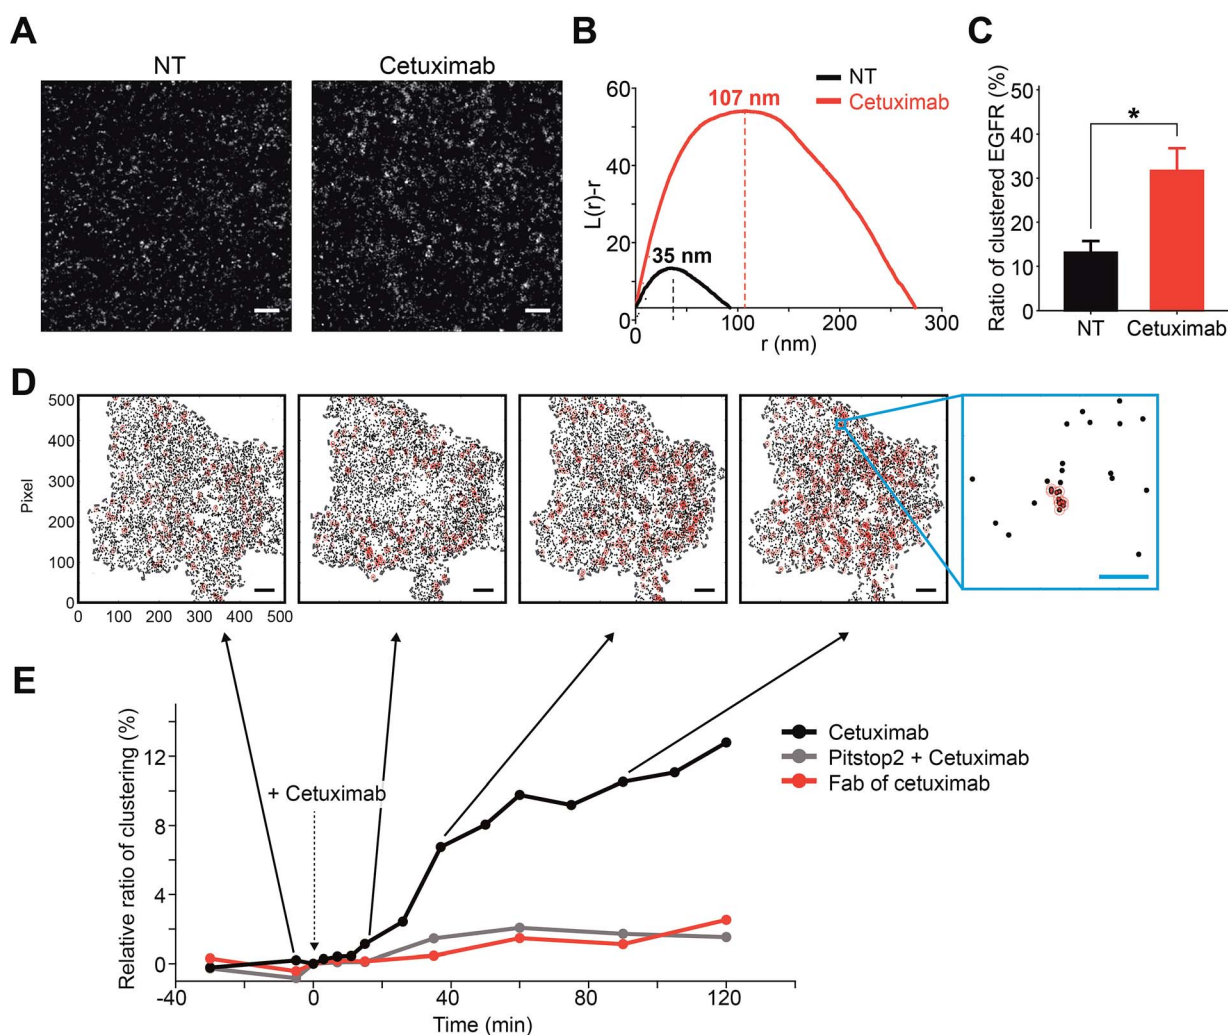 A
NT
Cetuximab
B
NT
Cetuximab
L(r)-r
60
40
20
0
107 nm
35 nm
0
100
200
300
r (nm)
C
Ratio of clustered EGFR (%)
50
40
30
20
10
0
*
NT
Cetuximab
D
Pixel
500
400
300
200
100
0
0 100 200 300 400 500
E
Relative ratio of clustering (%)
12
8
4
0
+ Cetuximab
Cetuximab
Pitstop2 + Cetuximab
Fab of cetuximab
-40
0
40
80
120
Time (min)